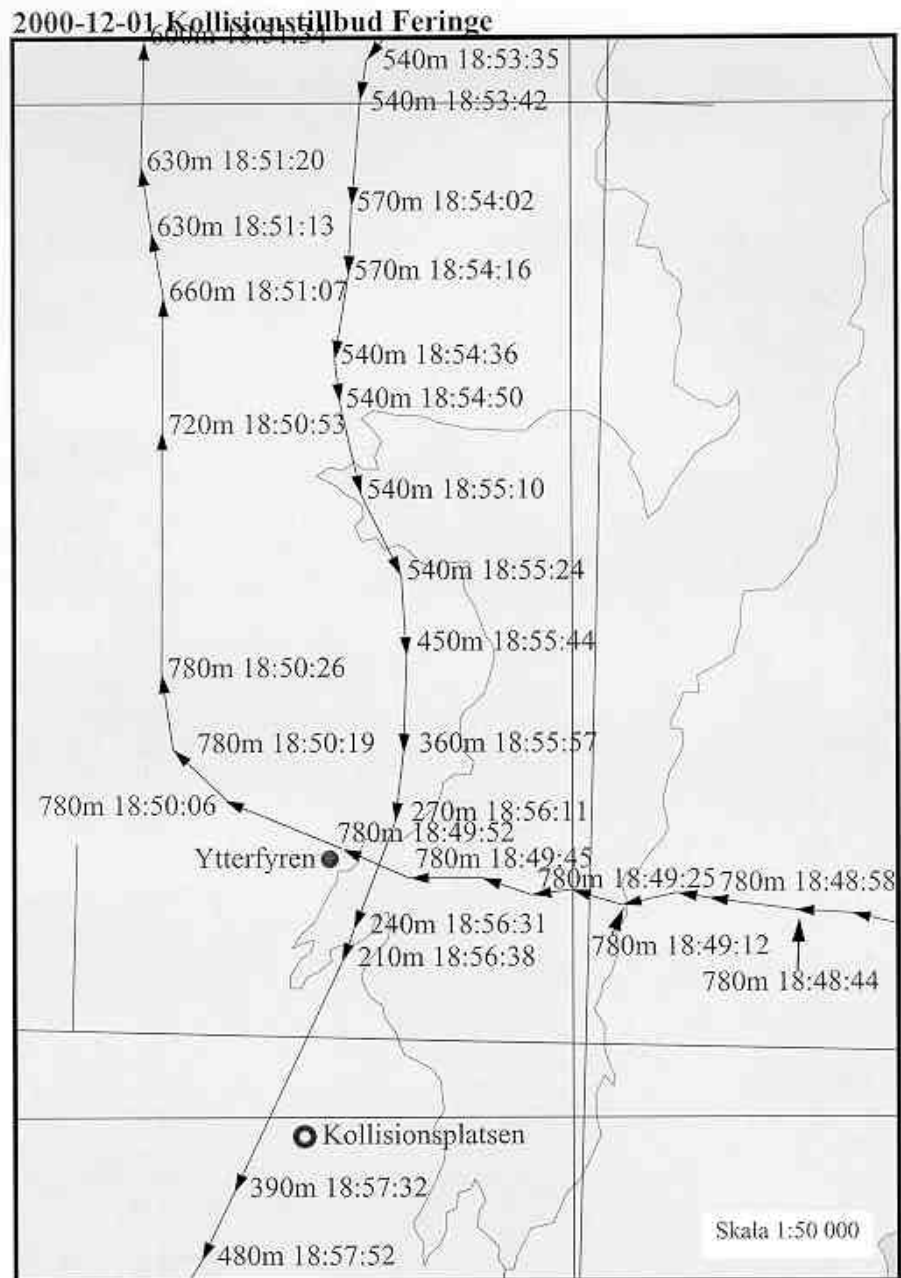 2000-12-01 Kollisionstillbud Feringe
600m 18:51:34
540m 18:53:35
540m 18:53:42
630m 18:51:20
570m 18:54:02
630m 18:51:13
570m 18:54:16
660m 18:51:07
540m 18:54:36
540m 18:54:50
720m 18:50:53
540m 18:55:10
540m 18:55:24
450m 18:55:44
780m 18:50:26
780m 18:50:19
360m 18:55:57
780m 18:50:06
270m 18:56:11
780m 18:49:52
Ytterfyren
780m 18:49:45
780m 18:49:25
780m 18:48:58
240m 18:56:31
780m 18:49:12
210m 18:56:38
780m 18:48:44
Kollisionsplatsen
390m 18:57:32
Skala 1:50 000
480m 18:57:52